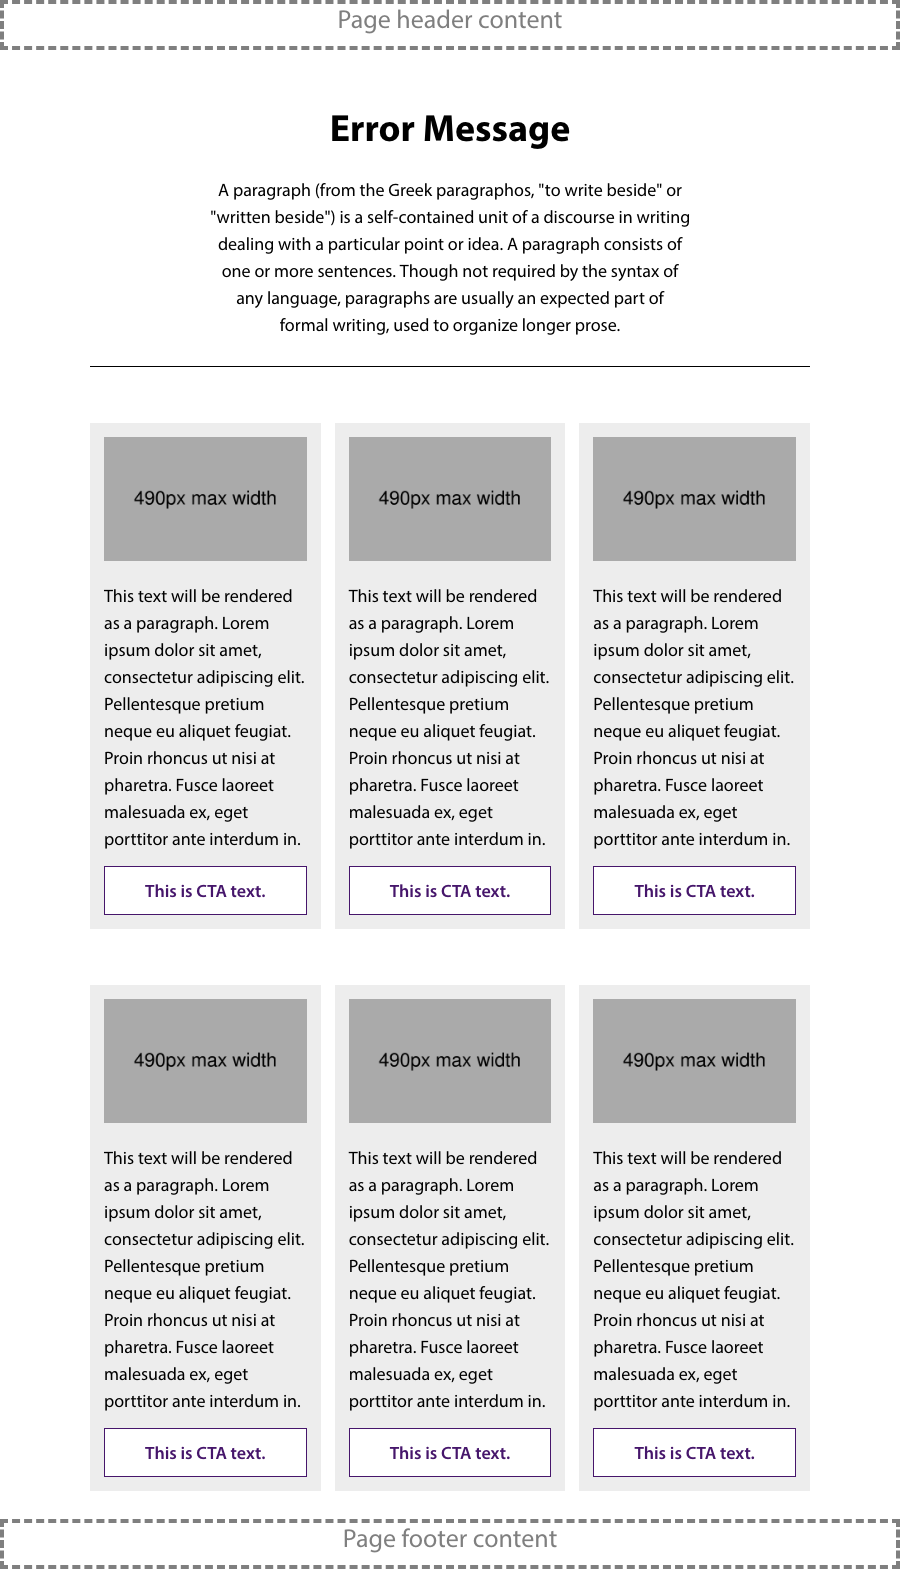 Page header content
Error Message
A paragraph (from the Greek paragraphos, "to write beside" or
"written beside") is a self-contained unit of a discourse in writing
dealing with a particular point or idea. A paragraph consists of
one or more sentences. Though not required by the syntax of
any language, paragraphs are usually an expected part of
formal writing, used to organize longer prose.
490px max width
This text will be rendered
as a paragraph. Lorem
ipsum dolor sit amet,
consectetur adipiscing elit.
Pellentesque pretium
neque eu aliquet feugiat.
Proin rhoncus ut nisi at
pharetra. Fusce laoreet
malesuada ex, eget
porttitor ante interdum in.
This is CTA text.
490px max width
This text will be rendered
as a paragraph. Lorem
ipsum dolor sit amet,
consectetur adipiscing elit.
Pellentesque pretium
neque eu aliquet feugiat.
Proin rhoncus ut nisi at
pharetra. Fusce laoreet
malesuada ex, eget
porttitor ante interdum in.
This is CTA text.
490px max width
This text will be rendered
as a paragraph. Lorem
ipsum dolor sit amet,
consectetur adipiscing elit.
Pellentesque pretium
neque eu aliquet feugiat.
Proin rhoncus ut nisi at
pharetra. Fusce laoreet
malesuada ex, eget
porttitor ante interdum in.
This is CTA text.
490px max width
This text will be rendered
as a paragraph. Lorem
ipsum dolor sit amet,
consectetur adipiscing elit.
Pellentesque pretium
neque eu aliquet feugiat.
Proin rhoncus ut nisi at
pharetra. Fusce laoreet
malesuada ex, eget
porttitor ante interdum in.
This is CTA text.
490px max width
This text will be rendered
as a paragraph. Lorem
ipsum dolor sit amet,
consectetur adipiscing elit.
Pellentesque pretium
neque eu aliquet feugiat.
Proin rhoncus ut nisi at
pharetra. Fusce laoreet
malesuada ex, eget
porttitor ante interdum in.
This is CTA text.
490px max width
This text will be rendered
as a paragraph. Lorem
ipsum dolor sit amet,
consectetur adipiscing elit.
Pellentesque pretium
neque eu aliquet feugiat.
Proin rhoncus ut nisi at
pharetra. Fusce laoreet
malesuada ex, eget
porttitor ante interdum in.
This is CTA text.
Page footer content